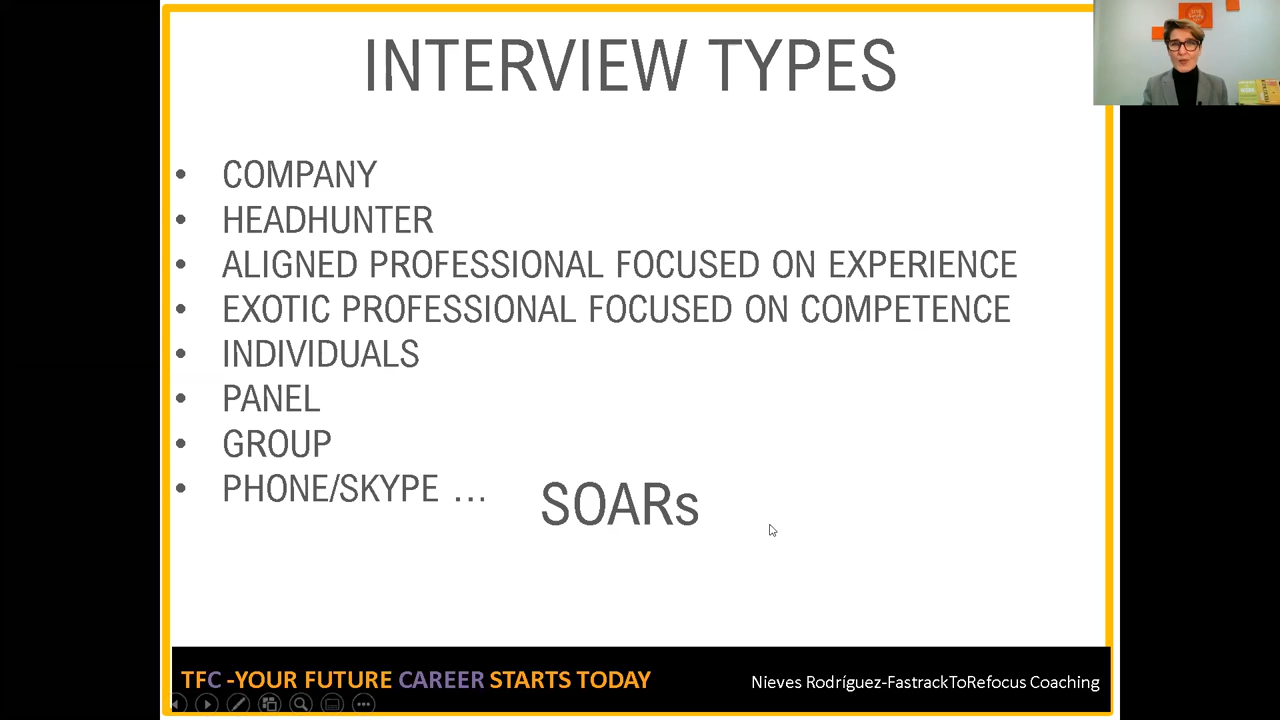 INTERVIEW TYPES
• COMPANY
• HEADHUNTER
• ALIGNED PROFESSIONAL FOCUSED ON EXPERIENCE
• EXOTIC PROFESSIONAL FOCUSED ON COMPETENCE
• INDIVIDUALS
• PANEL
• GROUP
• PHONE/SKYPE ...
SOARs
TFC -YOUR FUTURE CAREER STARTS TODAY
Nieves Rodríguez-FastrackToRefocus Coaching